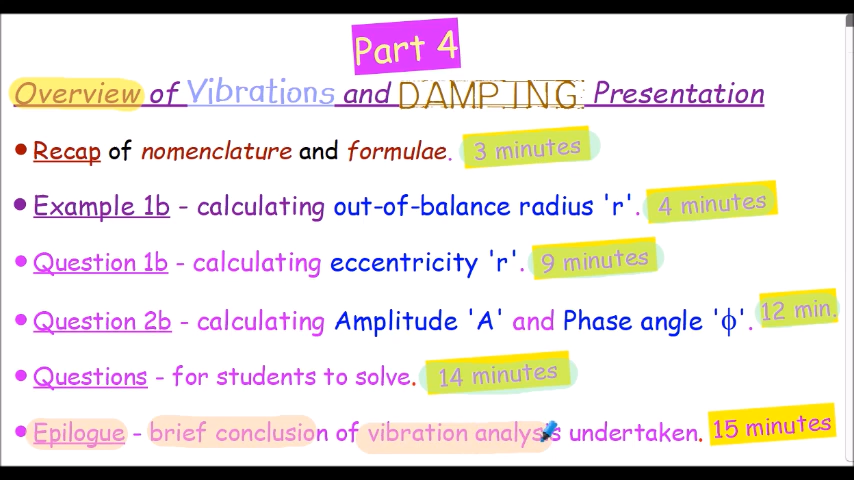 Part 4
Overview of Vibrations and DAMPING Presentation
• Recap of nomenclature and formulae. 3 minutes
• Example 1b - calculating out-of-balance radius 'r'. 4 minutes
• Question 1b - calculating eccentricity 'r'. 9 minutes
• Question 2b - calculating Amplitude 'A' and Phase angle 'ϕ'. 12 min.
• Questions - for students to solve. 14 minutes
• Epilogue - brief conclusion of vibration analysis undertaken. 15 minutes